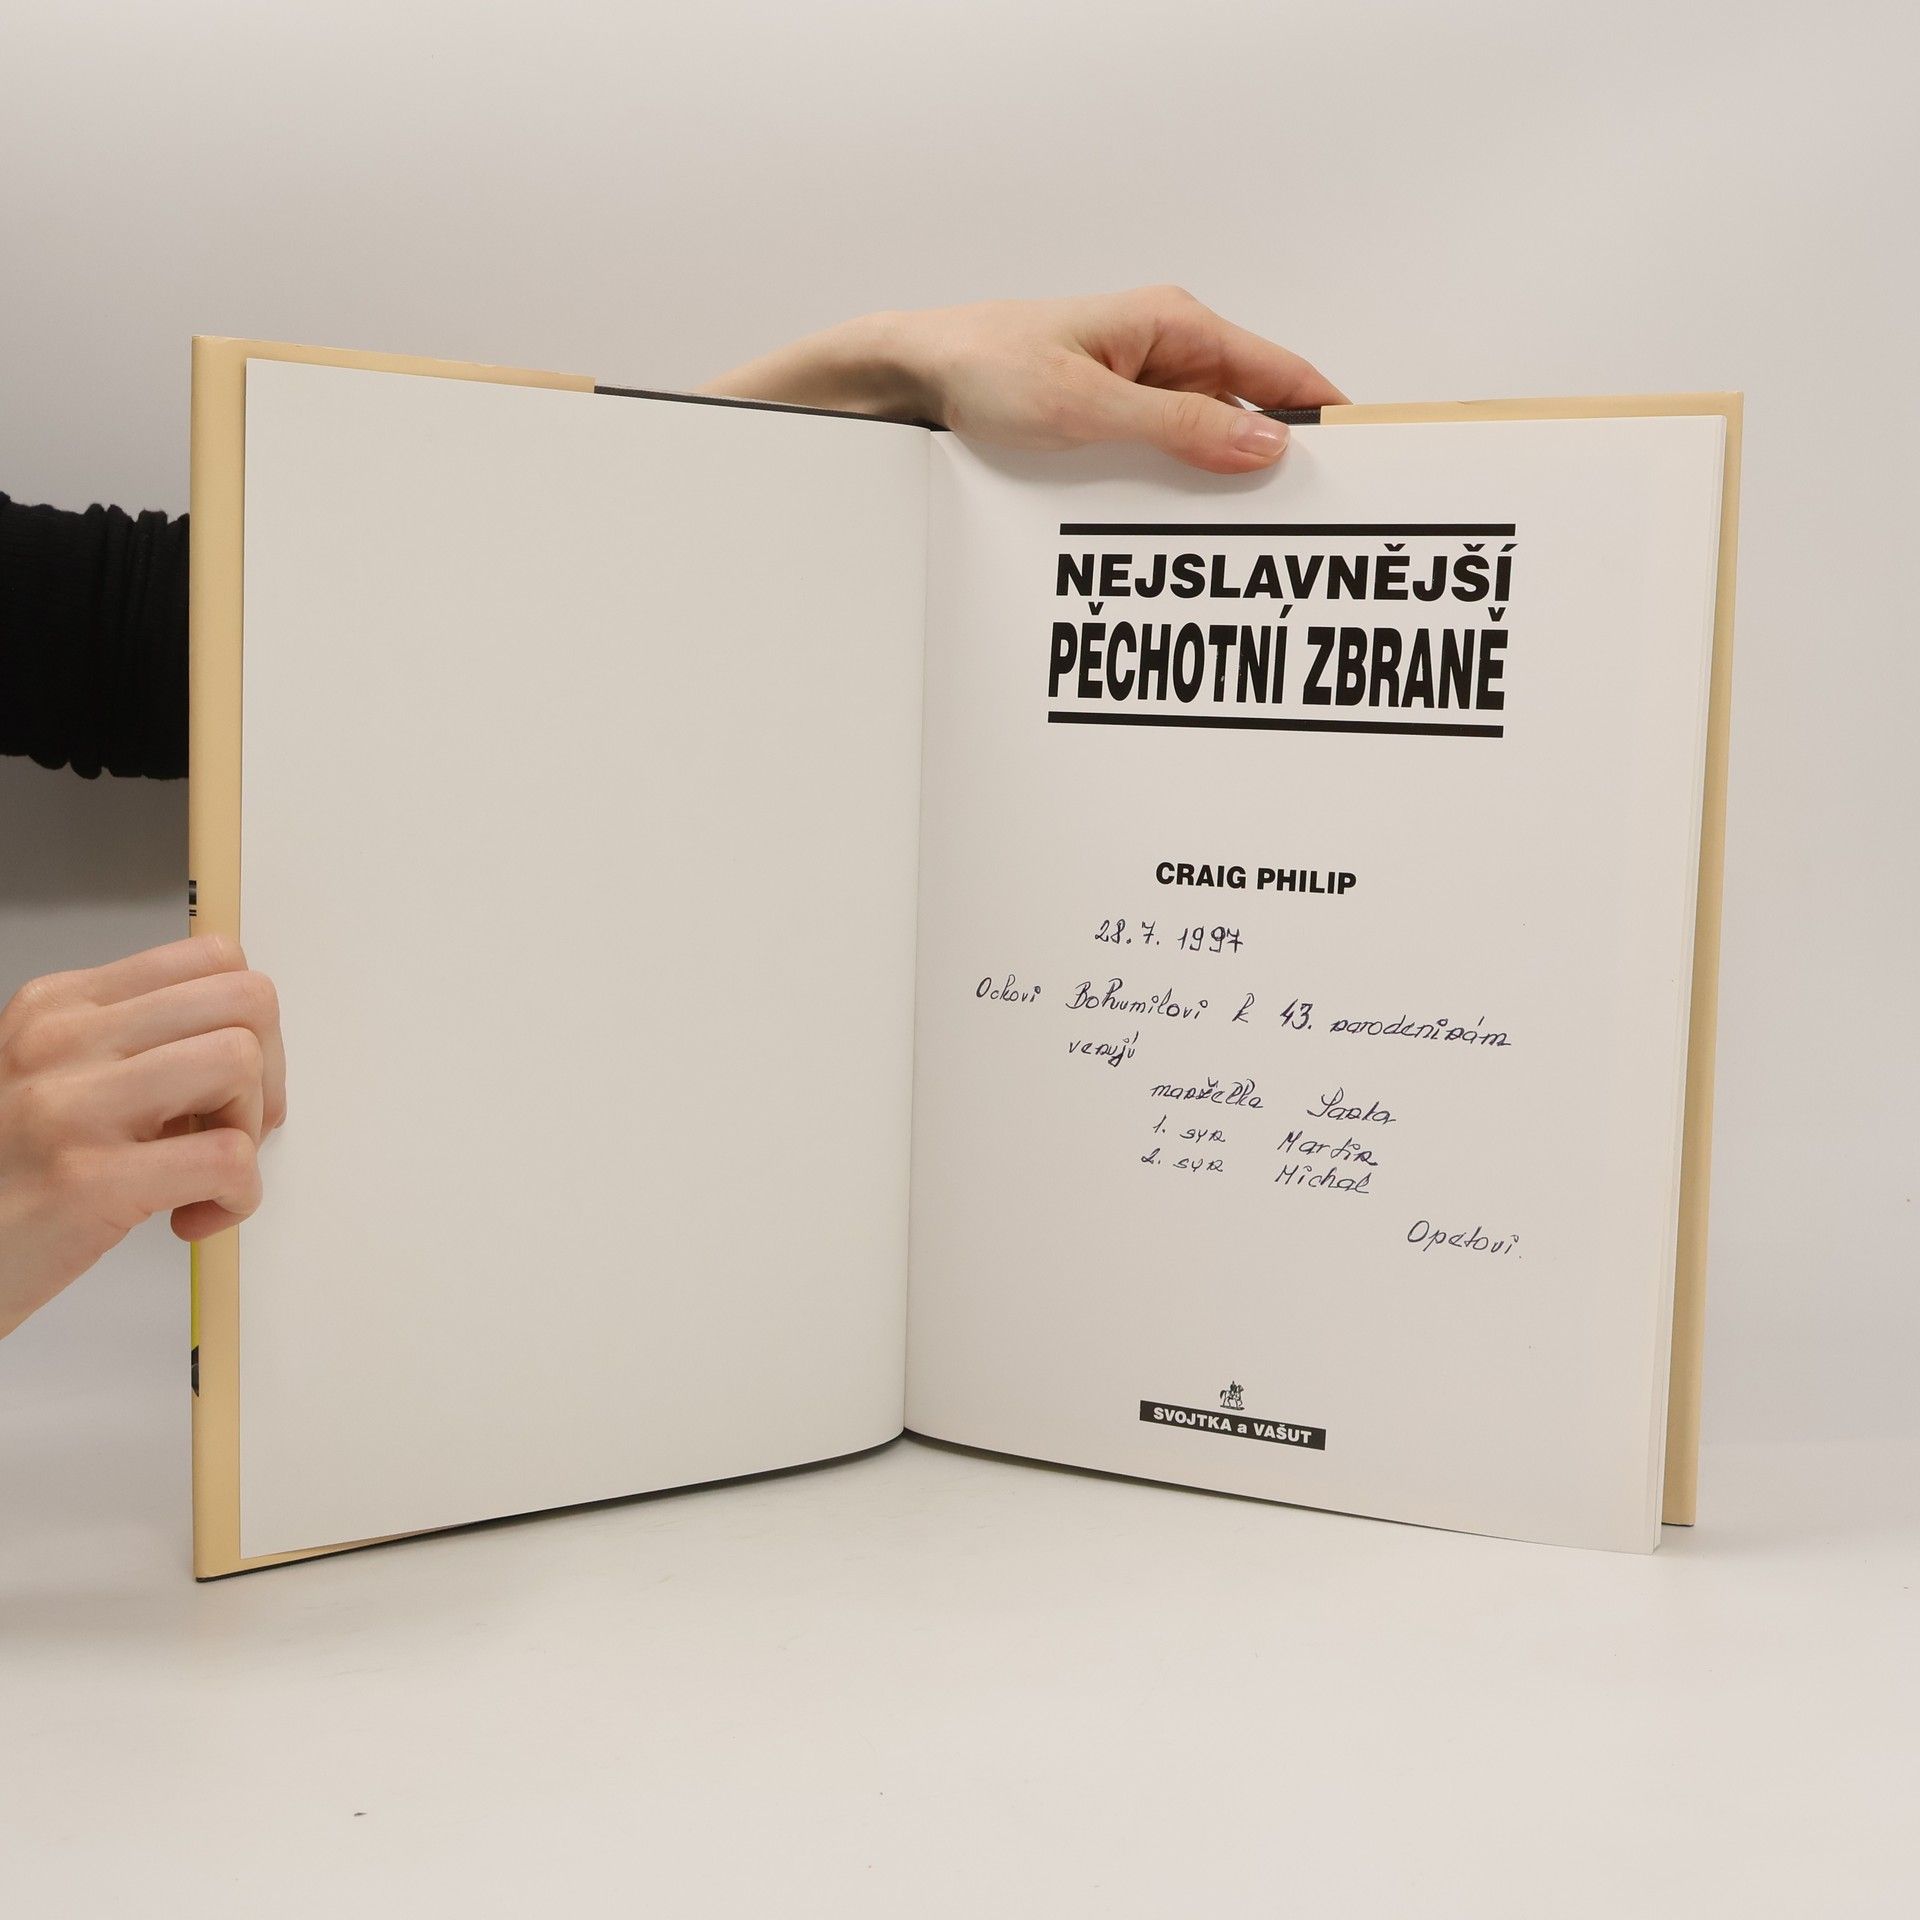 NEJSLAVNĚJŠÍ
PĚCHOTNÍ ZBRANĚ
CRAIG PHILIP
28.7. 1997
Ockovi Bohumilovi k 43. narodeninám
venujú
manželka
1. syn Martin
2. syn Michal
Opetovi.
SVOJTKA a VAŠUT